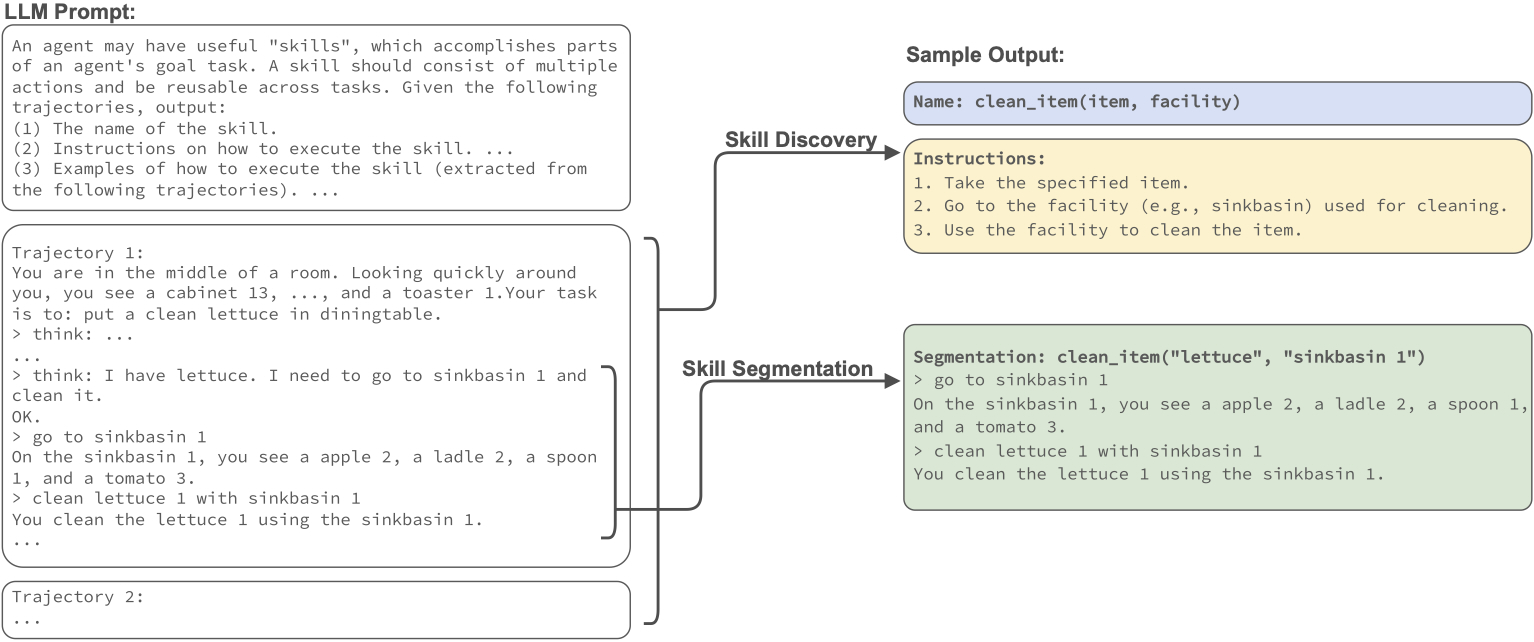 LLM Prompt:
An agent may have useful "skills", which accomplishes parts
of an agent's goal task. A skill should consist of multiple
actions and be reusable across tasks. Given the following
trajectories, output:
(1) The name of the skill.
(2) Instructions on how to execute the skill. ...
(3) Examples of how to execute the skill (extracted from
the following trajectories). ...
Trajectory 1:
You are in the middle of a room. Looking quickly around
you, you see a cabinet 13, ..., and a toaster 1.Your task
is to: put a clean lettuce in diningtable.
> think: ...
...
> think: I have lettuce. I need to go to sinkbasin 1 and
clean it.
OK.
> go to sinkbasin 1
On the sinkbasin 1, you see a apple 2, a ladle 2, a spoon
1, and a tomato 3.
> clean lettuce 1 with sinkbasin 1
You clean the lettuce 1 using the sinkbasin 1.
...
Trajectory 2:
...
Skill Discovery
Skill Segmentation
Sample Output:
Name: clean_item(item, facility)
Instructions:
1. Take the specified item.
2. Go to the facility (e.g., sinkbasin) used for cleaning.
3. Use the facility to clean the item.
Segmentation: clean_item("lettuce", "sinkbasin 1")
> go to sinkbasin 1
On the sinkbasin 1, you see a apple 2, a ladle 2, a spoon 1,
and a tomato 3.
> clean lettuce 1 with sinkbasin 1
You clean the lettuce 1 using the sinkbasin 1.